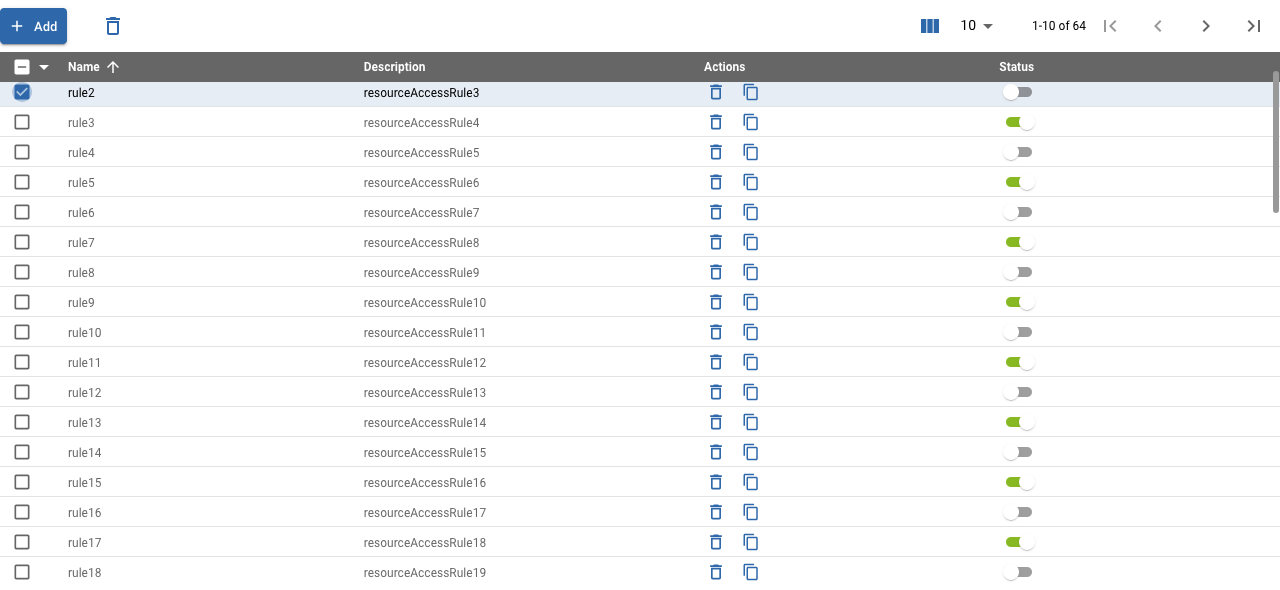 Add
10 1-10 of 64
Name Description Actions Status
rule2 resourceAccessRule3
rule3 resourceAccessRule4
rule4 resourceAccessRule5
rule5 resourceAccessRule6
rule6 resourceAccessRule7
rule7 resourceAccessRule8
rule8 resourceAccessRule9
rule9 resourceAccessRule10
rule10 resourceAccessRule11
rule11 resourceAccessRule12
rule12 resourceAccessRule13
rule13 resourceAccessRule14
rule14 resourceAccessRule15
rule15 resourceAccessRule16
rule16 resourceAccessRule17
rule17 resourceAccessRule18
rule18 resourceAccessRule19